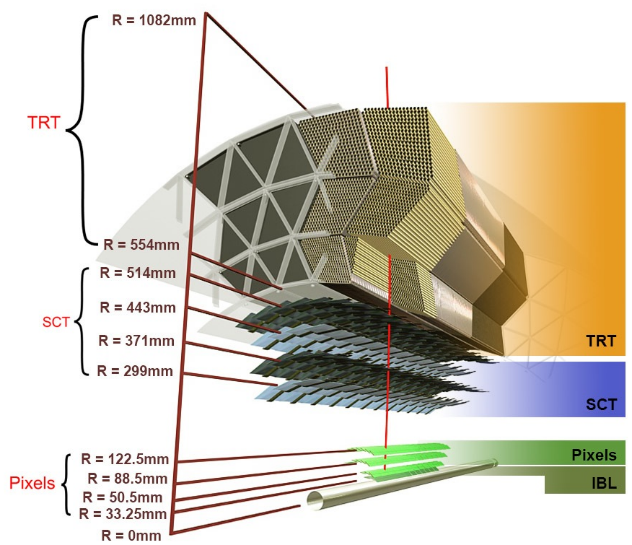 R = 1082mm
TRT
R = 554mm
R = 514mm
R = 443mm
SCT
R = 371mm
TRT
R = 299mm
SCT
R = 122.5mm
Pixels
R = 88.5mm
Pixels
IBL
R = 50.5mm
R = 33.25mm
R = 0mm